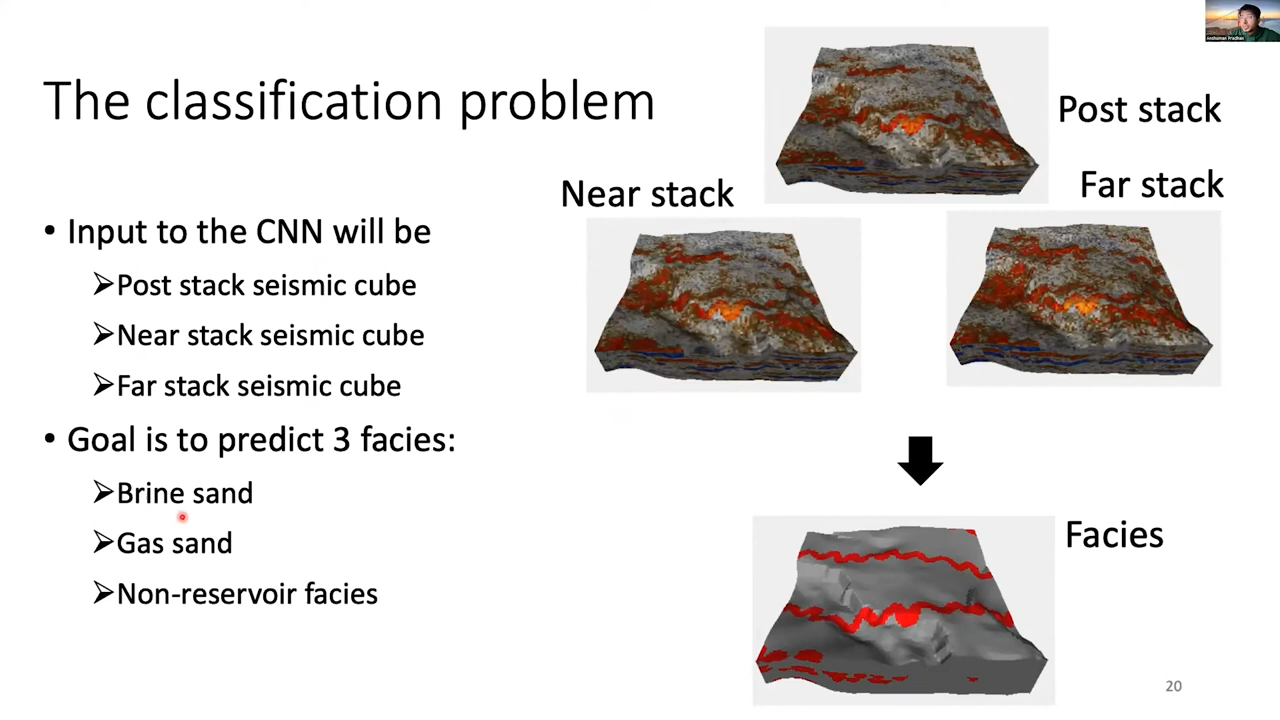 The classification problem
• Input to the CNN will be
➢Post stack seismic cube
➢Near stack seismic cube
➢Far stack seismic cube
• Goal is to predict 3 facies:
➢Brine sand
➢Gas sand
➢Non-reservoir facies
Post stack
Near stack
Far stack
Facies
20
Anshuman Pradhan